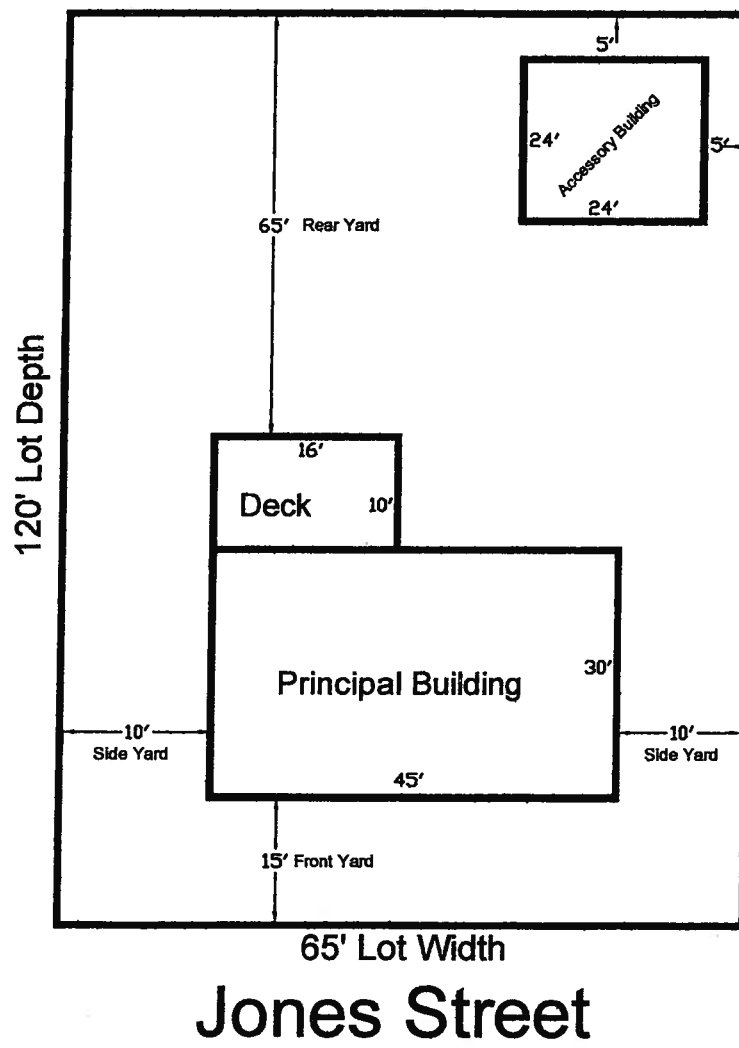 5′
24′
Accessory Building
5′
24′
65′ Rear Yard
120' Lot Depth
16′
Deck
10′
Principal Building
30′
10′
Side Yard
10′
Side Yard
45′
15′ Front Yard
65' Lot Width
Jones Street